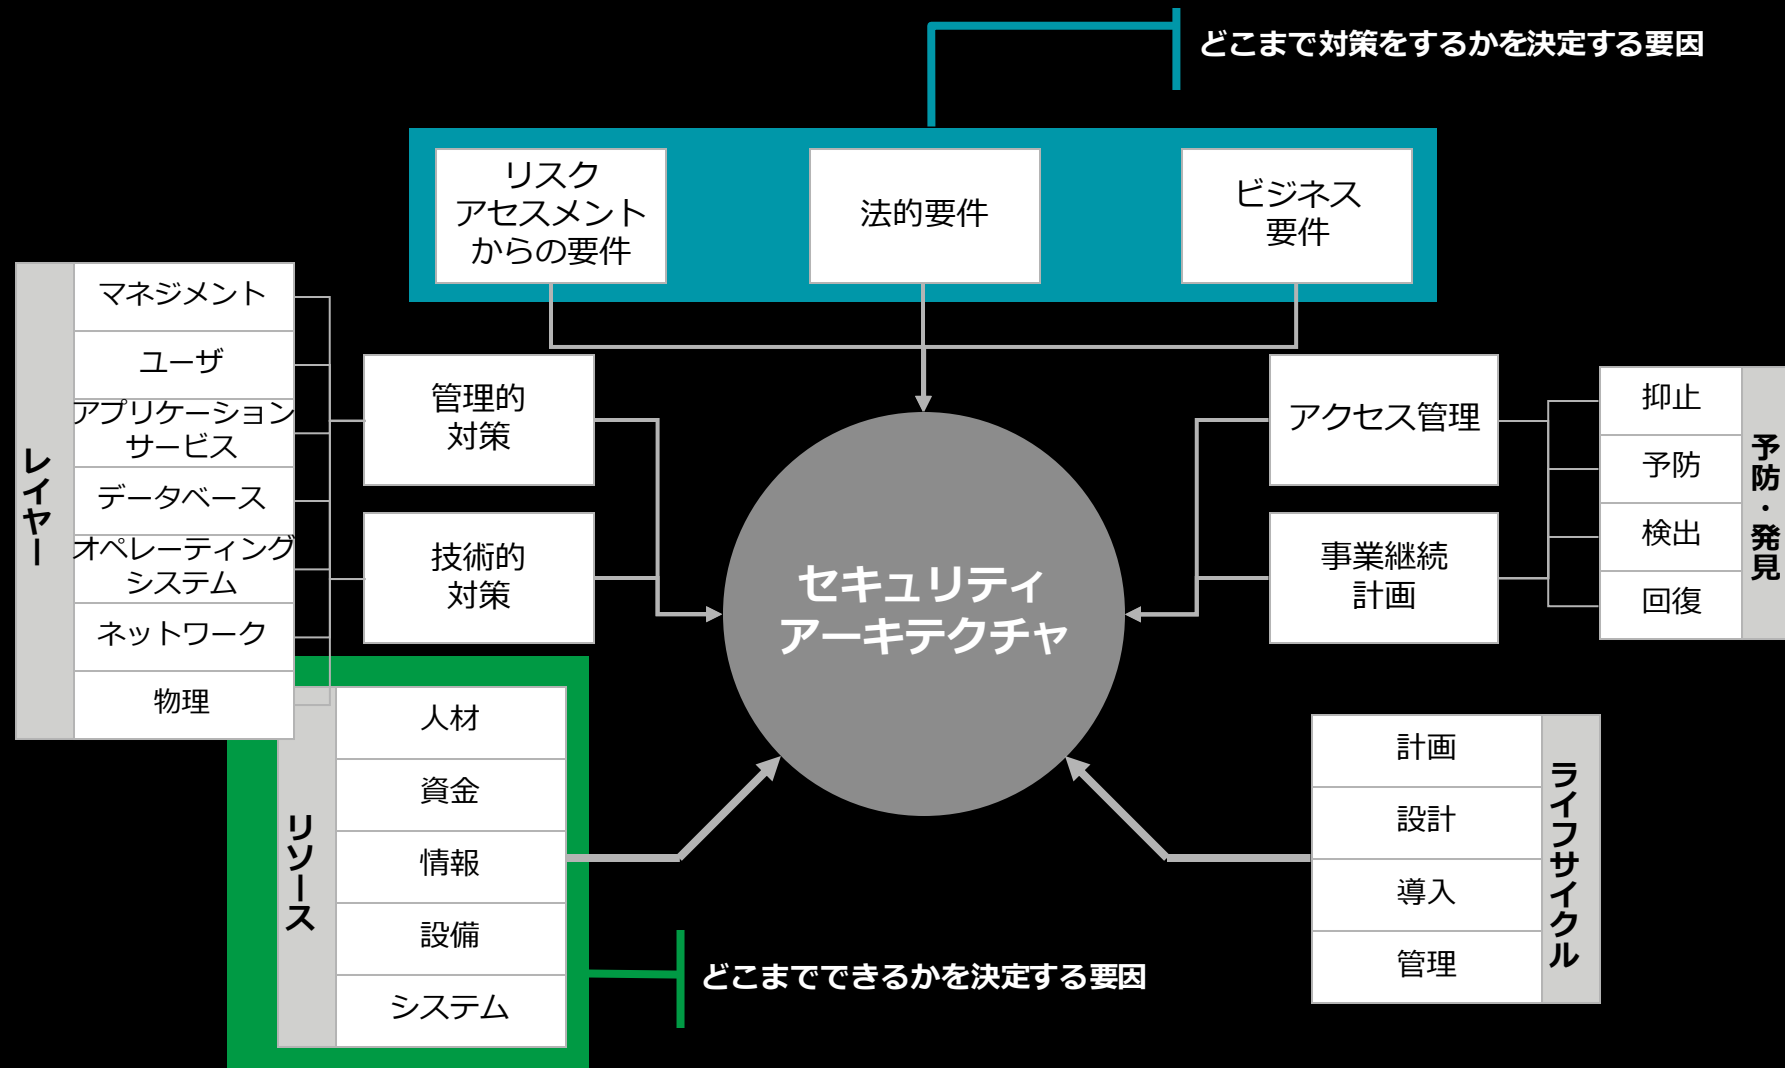 どこまで対策をするかを決定する要因
リスク
アセスメント
からの要件
法的要件
ビジネス
要件
レイヤー
マネジメント
ユーザ
アプリケーション
サービス
データベース
オペレーティング
システム
ネットワーク
物理
管理的
対策
技術的
対策
セキュリティ
アーキテクチャ
アクセス管理
事業継続
計画
抑止
予防
検出
回復
予防・発見
リソース
人材
資金
情報
設備
システム
どこまでできるかを決定する要因
計画
設計
導入
管理
ライフサイクル